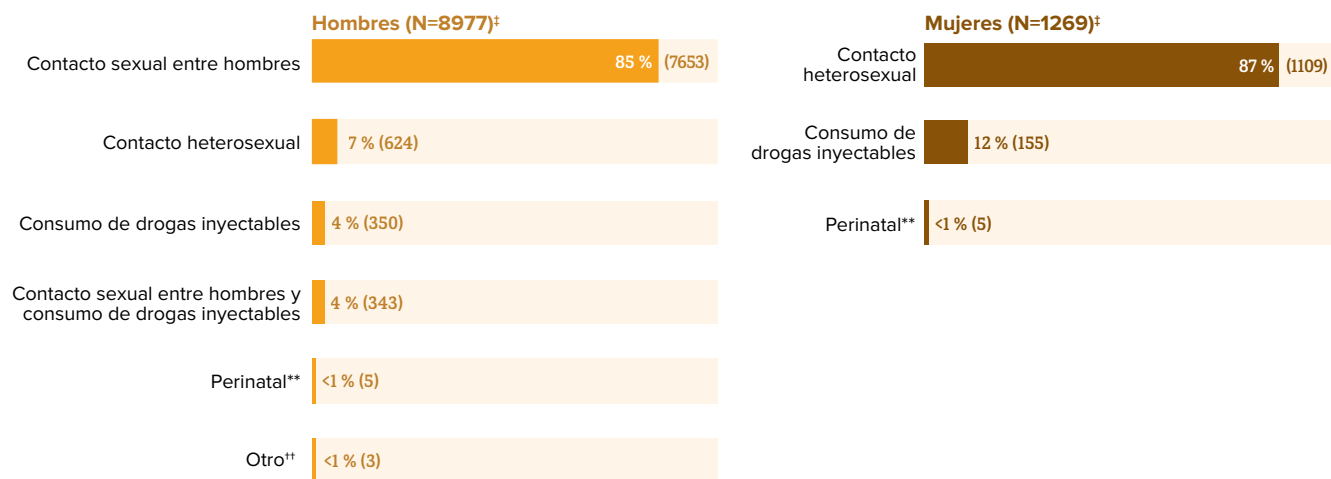 Hombres (N=8977)‡
Contacto sexual entre hombres
85 % (7653)
Contacto heterosexual
7 % (624)
Consumo de drogas inyectables
4 % (350)
Contacto sexual entre hombres y
consumo de drogas inyectables
4 % (343)
Perinatal**
<1 % (5)
Otro††
<1 % (3)
Mujeres (N=1269)‡
Contacto
heterosexual
87 % (1109)
Consumo de
drogas inyectables
12 % (155)
Perinatal**
<1 % (5)